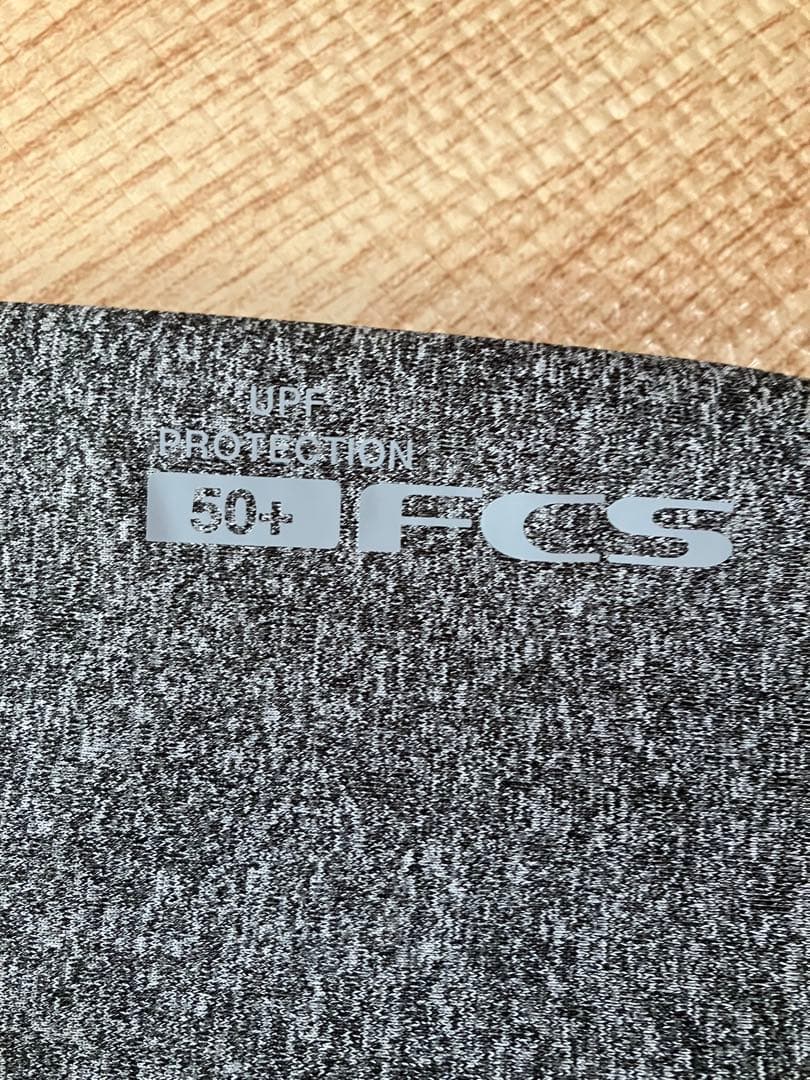 UPF
PROTECTION
50+ FCS